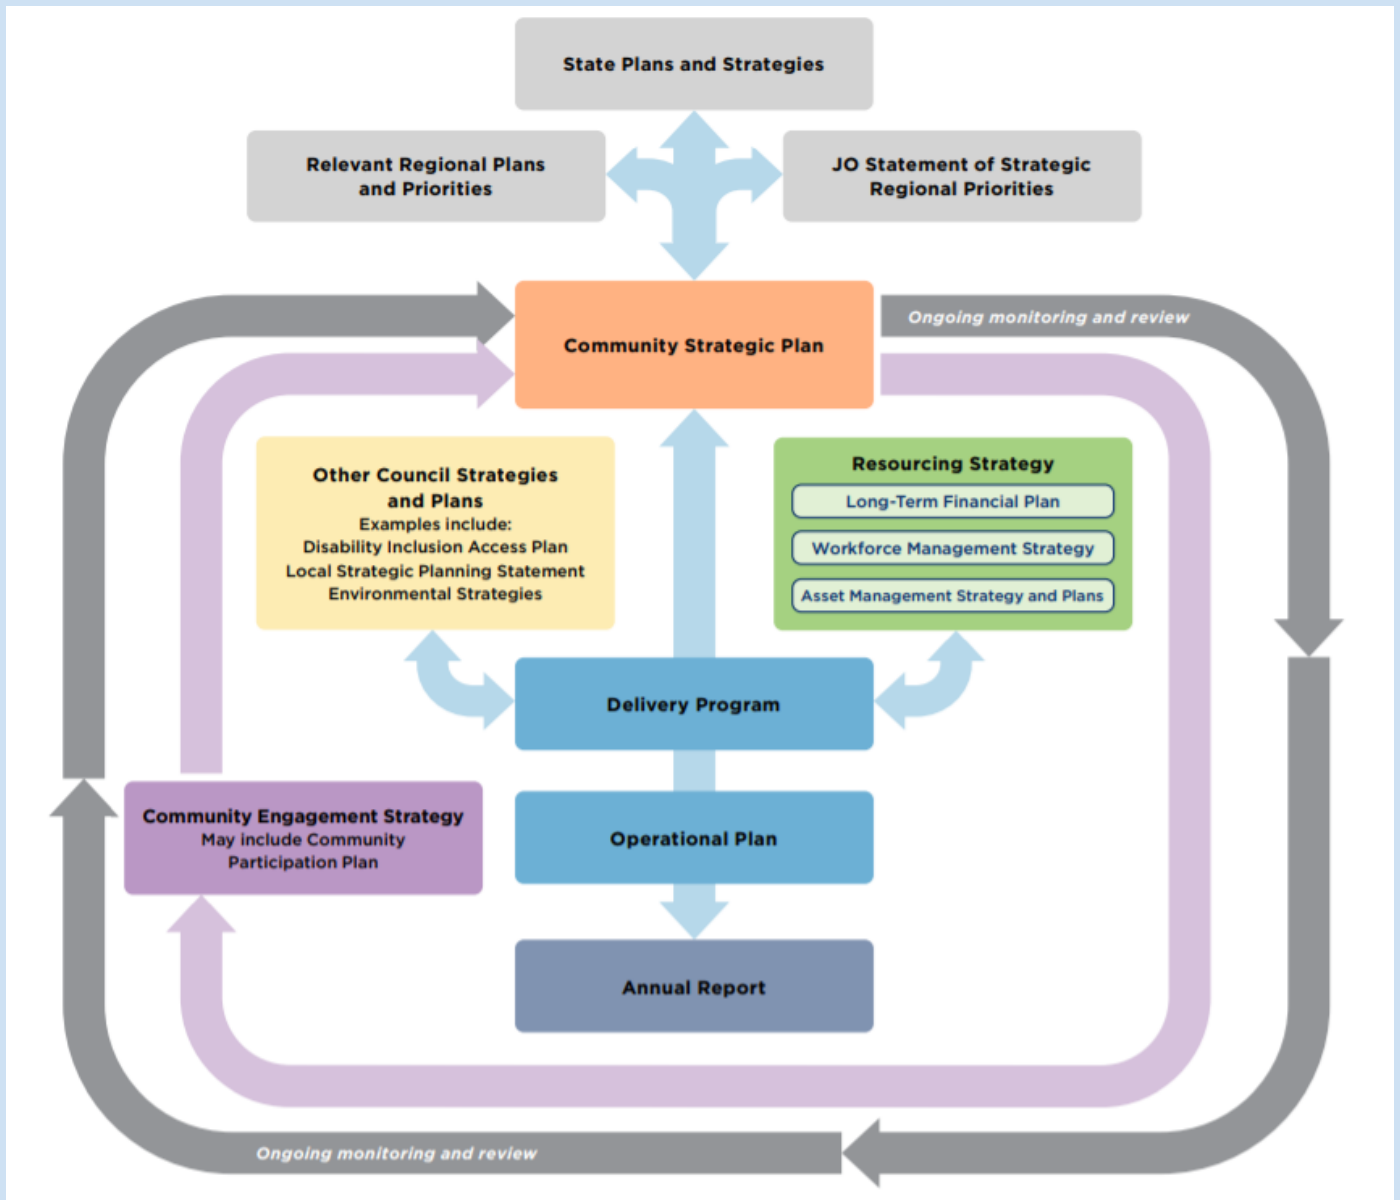 State Plans and Strategies
Relevant Regional Plans
and Priorities
JO Statement of Strategic
Regional Priorities
Community Strategic Plan
Ongoing monitoring and review
Other Council Strategies
and Plans
Examples include:
Disability Inclusion Access Plan
Local Strategic Planning Statement
Environmental Strategies
Resourcing Strategy
Long-Term Financial Plan
Workforce Management Strategy
Asset Management Strategy and Plans
Delivery Program
Community Engagement Strategy
May include Community
Participation Plan
Operational Plan
Annual Report
Ongoing monitoring and review